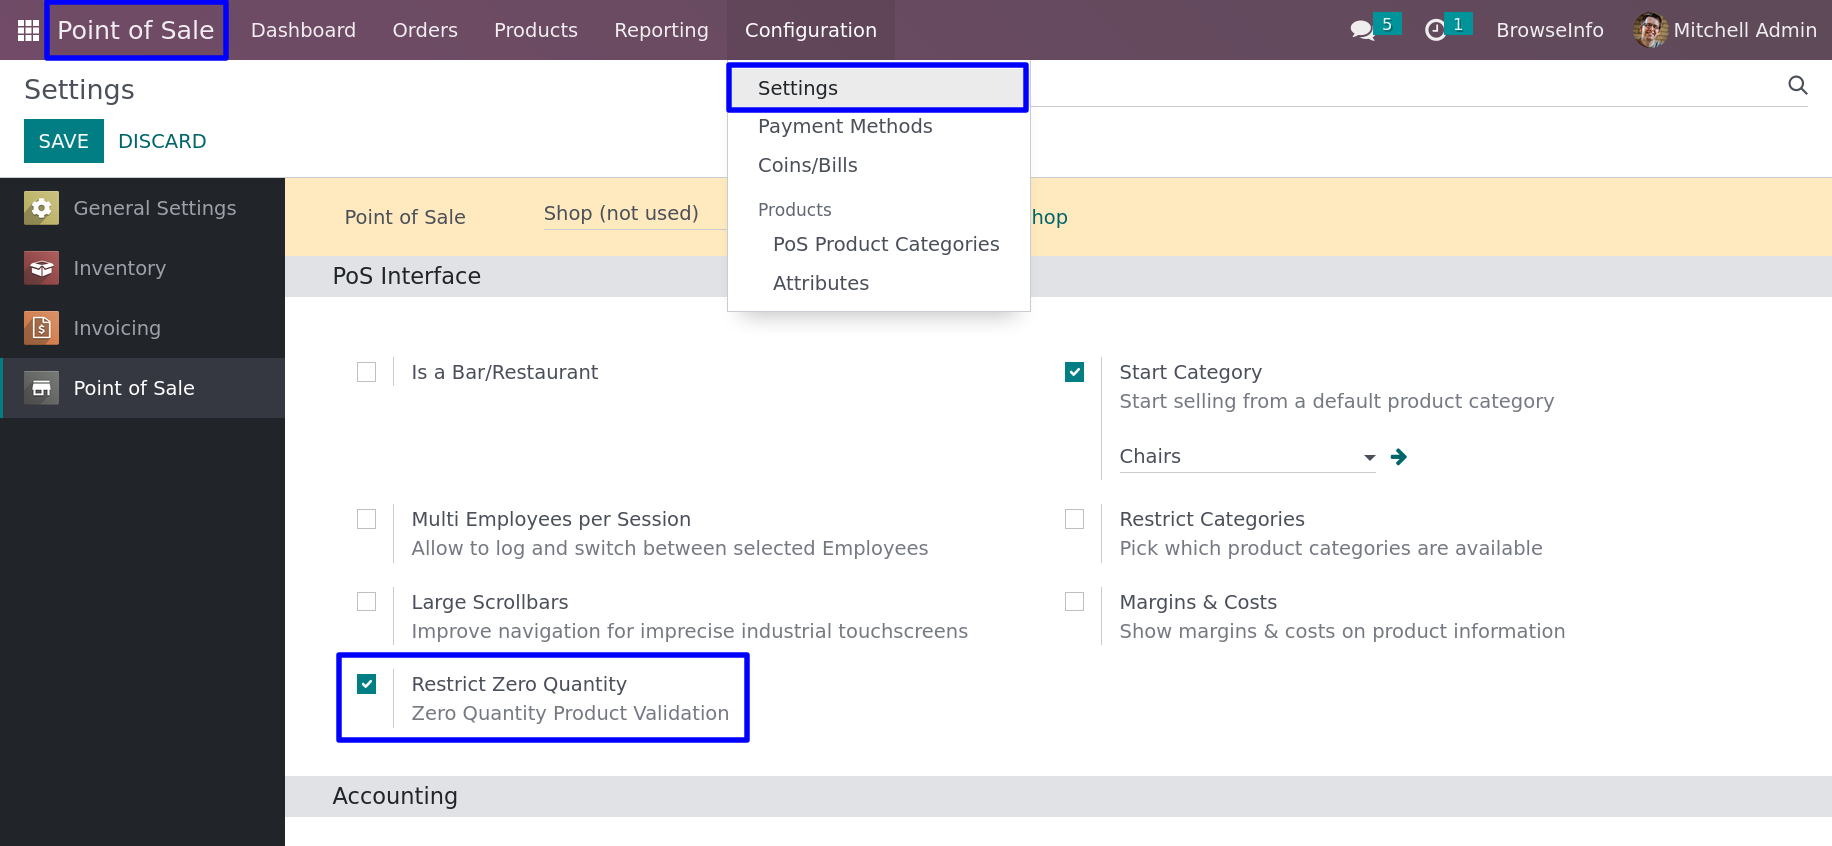 Point of Sale Dashboard Orders Products Reporting Configuration 5 1 BrowseInfo Mitchell Admin
Settings
SAVE DISCARD
Settings
Payment Methods
Coins/Bills
Products
PoS Product Categories
Attributes
General Settings
Inventory
Invoicing
Point of Sale
Point of Sale Shop (not used) hop
PoS Interface
Is a Bar/Restaurant
Start Category
Start selling from a default product category
Chairs
Multi Employees per Session
Allow to log and switch between selected Employees
Restrict Categories
Pick which product categories are available
Large Scrollbars
Improve navigation for imprecise industrial touchscreens
Margins & Costs
Show margins & costs on product information
Restrict Zero Quantity
Zero Quantity Product Validation
Accounting